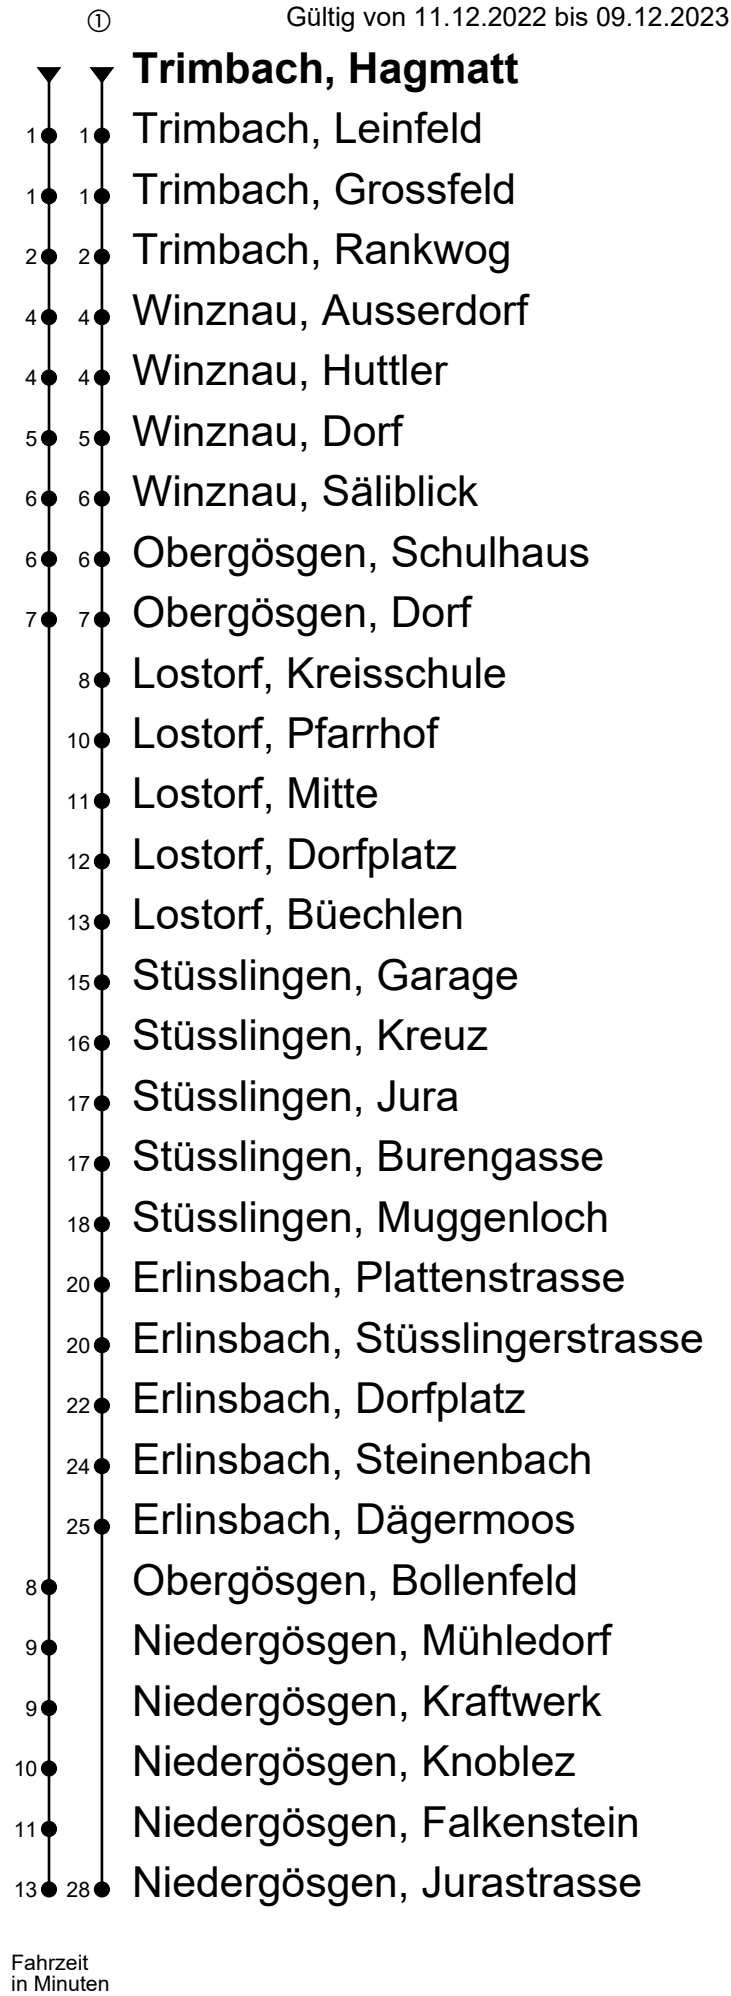 ① Gültig von 11.12.2022 bis 09.12.2023
Trimbach, Hagmatt
1 1 Trimbach, Leinfeld
1 1 Trimbach, Grossfeld
2 2 Trimbach, Rankwog
4 4 Winznau, Ausserdorf
4 4 Winznau, Huttler
5 5 Winznau, Dorf
6 6 Winznau, Säliblick
6 6 Obergösgen, Schulhaus
7 7 Obergösgen, Dorf
8 Lostorf, Kreisschule
10 Lostorf, Pfarrhof
11 Lostorf, Mitte
12 Lostorf, Dorfplatz
13 Lostorf, Büechlen
15 Stüsslingen, Garage
16 Stüsslingen, Kreuz
17 Stüsslingen, Jura
17 Stüsslingen, Burengasse
18 Stüsslingen, Muggenloch
20 Erlinsbach, Plattenstrasse
20 Erlinsbach, Stüsslingerstrasse
22 Erlinsbach, Dorfplatz
24 Erlinsbach, Steinenbach
25 Erlinsbach, Dägermoos
8 Obergösgen, Bollenfeld
9 Niedergösgen, Mühledorf
9 Niedergösgen, Kraftwerk
10 Niedergösgen, Knoblez
11 Niedergösgen, Falkenstein
13 28 Niedergösgen, Jurastrasse
Fahrzeit
in Minuten